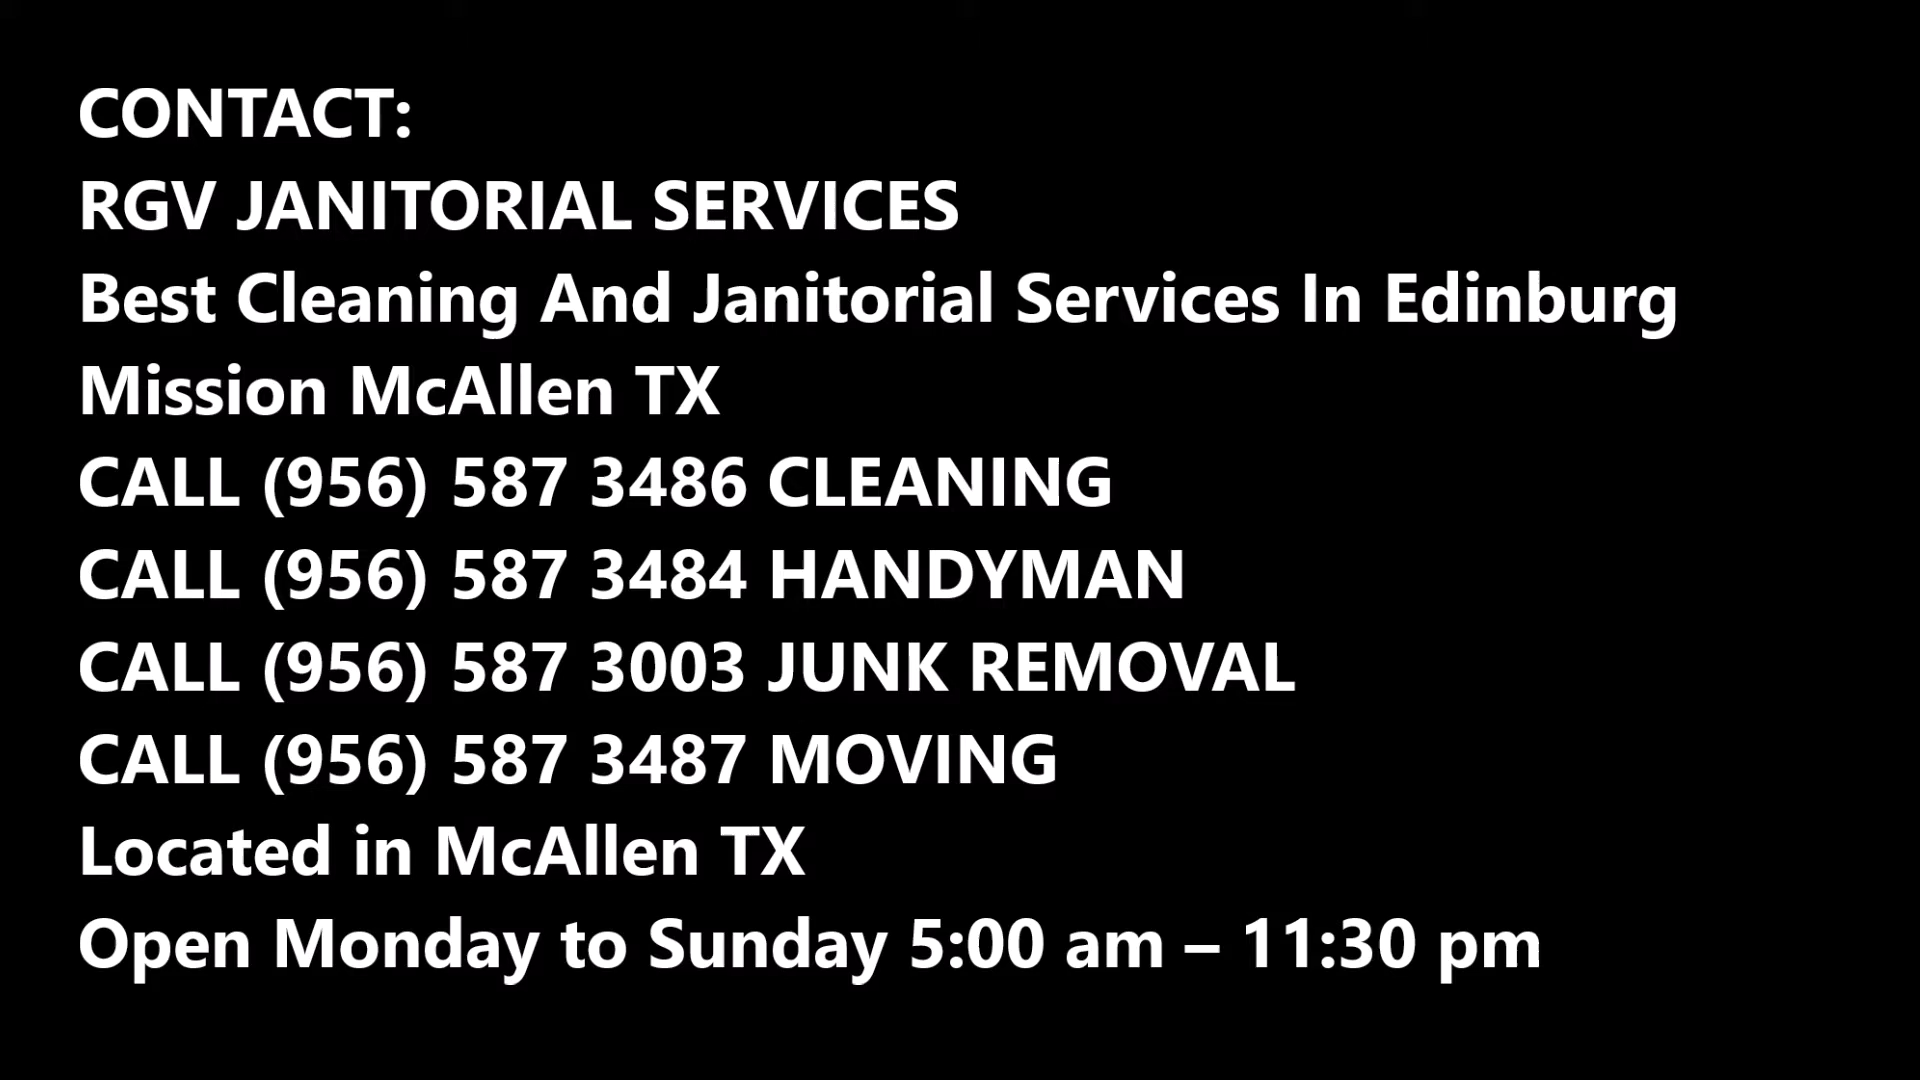 CONTACT:
RGV JANITORIAL SERVICES
Best Cleaning And Janitorial Services In Edinburg
Mission McAllen TX
CALL (956) 587 3486 CLEANING
CALL (956) 587 3484 HANDYMAN
CALL (956) 587 3003 JUNK REMOVAL
CALL (956) 587 3487 MOVING
Located in McAllen TX
Open Monday to Sunday 5:00 am – 11:30 pm